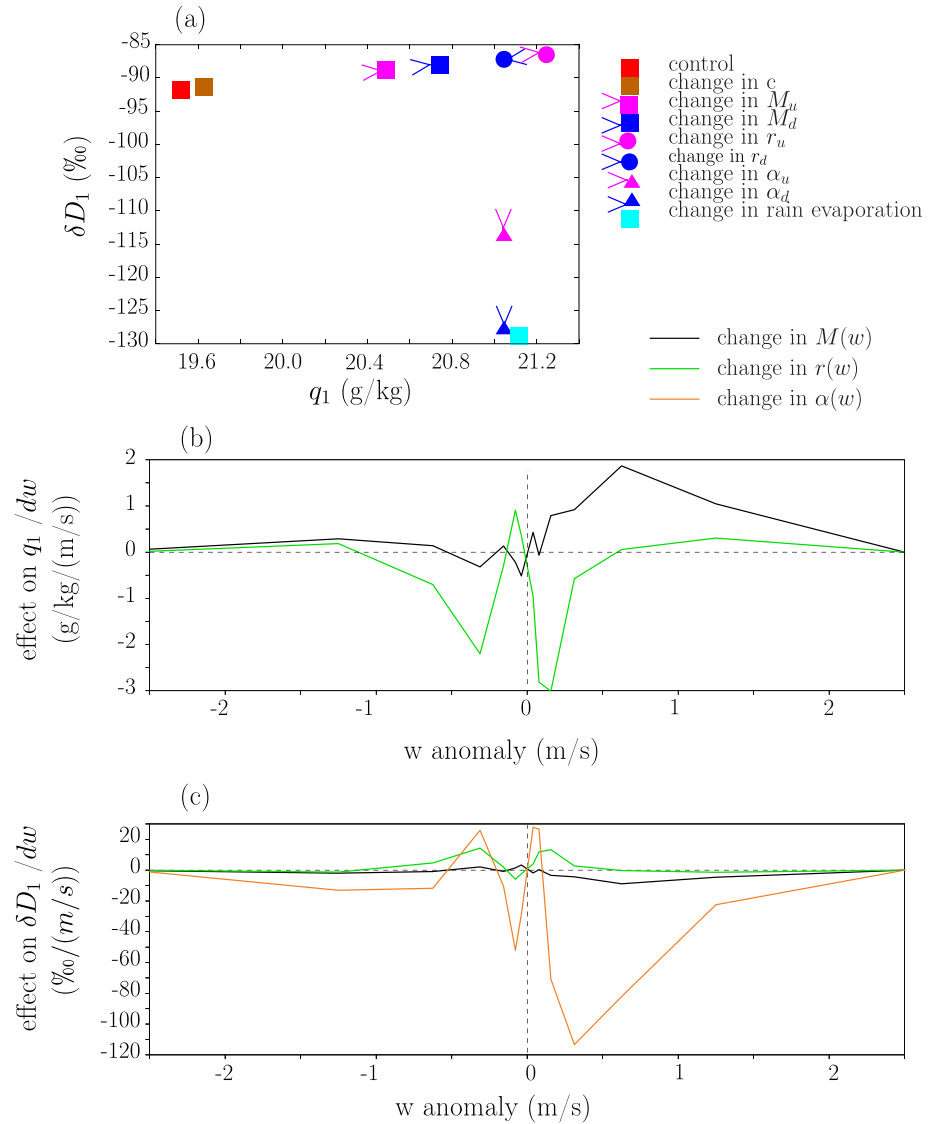 (a)
-85
-90
-95
-100
-105
-110
-115
-120
-125
-130
δD₁ (‰)
19.6 20.0 20.4 20.8 21.2
q₁ (g/kg)
control
change in c
change in Mᵤ
change in M_d
change in rᵤ
change in r_d
change in αᵤ
change in α_d
change in rain evaporation
change in M(w)
change in r(w)
change in α(w)
(b)
2
1
0
-1
-2
-3
effect on q₁ /dw
(g/kg/(m/s))
-2 -1 0 1 2
w anomaly (m/s)
(c)
20
0
-20
-40
-60
-80
-100
-120
effect on δD₁ /dw
(‰/(m/s))
-2 -1 0 1 2
w anomaly (m/s)